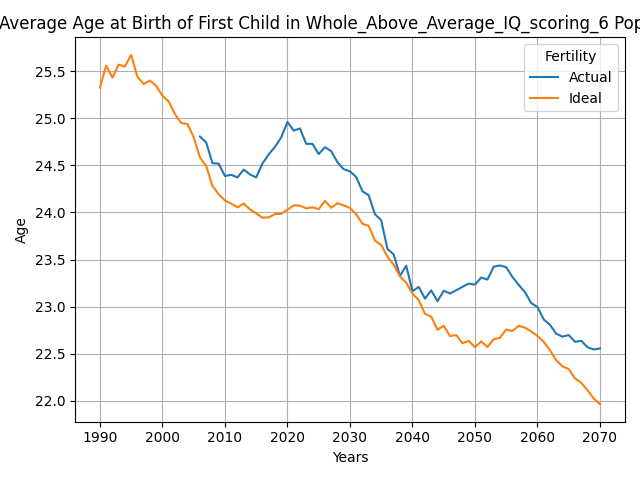 Average Age at Birth of First Child in Whole_Above_Average_IQ_scoring_6 Pop
Fertility
Actual
Ideal
25.5
25.0
24.5
24.0
23.5
23.0
22.5
22.0
Age
1990
2000
2010
2020
2030
2040
2050
2060
2070
Years